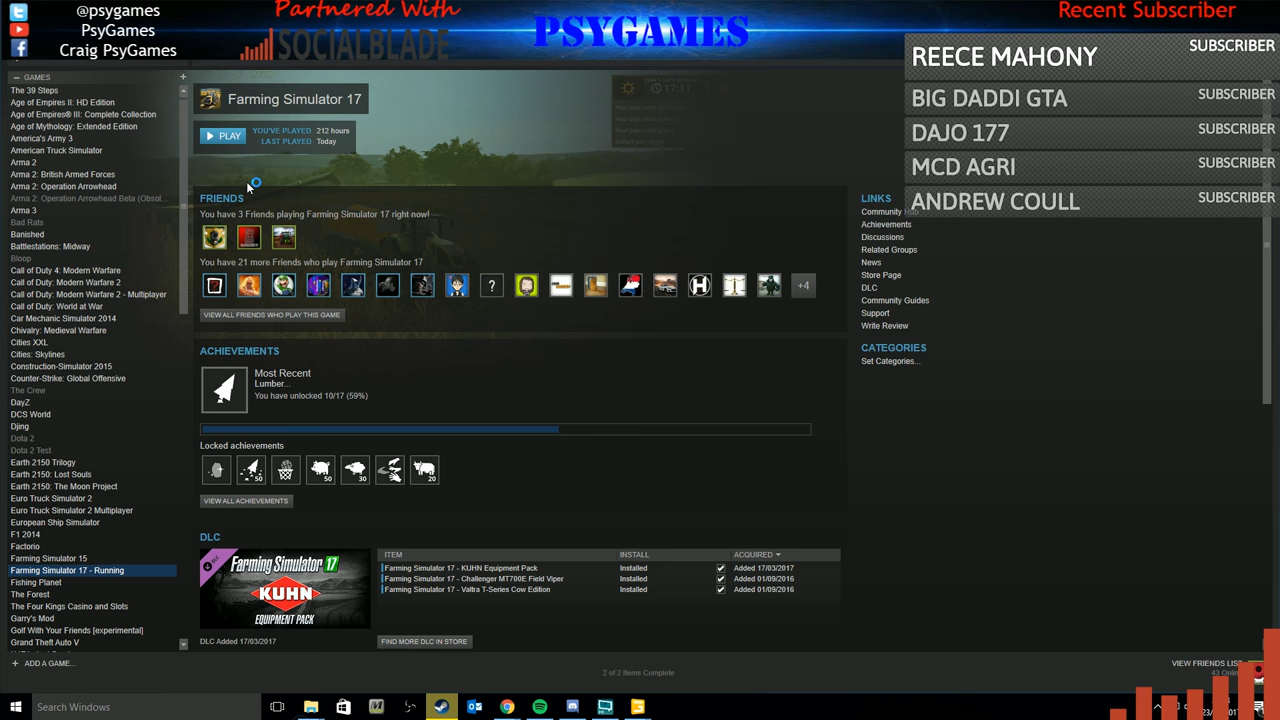 @psygames
PsyGames
Craig PsyGames
Partnered With
SOCIALBLADE
PSYGAMES
Recent Subscriber
REECE MAHONY SUBSCRIBER
BIG DADDI GTA SUBSCRIBER
DAJO 177 SUBSCRIBER
MCD AGRI SUBSCRIBER
ANDREW COULL SUBSCRIBER
GAMES
The 39 Steps
Age of Empires II: HD Edition
Age of Empires® III: Complete Collection
Age of Mythology: Extended Edition
America's Army 3
American Truck Simulator
Arma 2
Arma 2: British Armed Forces
Arma 2: Operation Arrowhead
Arma 2: Operation Arrowhead Beta (Obsol...
Arma 3
Bad Rats
Banished
Battlestations: Midway
Bloop
Call of Duty 4: Modern Warfare
Call of Duty: Modern Warfare 2
Call of Duty: Modern Warfare 2 - Multiplayer
Call of Duty: World at War
Car Mechanic Simulator 2014
Chivalry: Medieval Warfare
Cities XXL
Cities: Skylines
Construction-Simulator 2015
Counter-Strike: Global Offensive
The Crew
DayZ
DCS World
Djing
Dota 2
Dota 2 Test
Earth 2150 Trilogy
Earth 2150: Lost Souls
Earth 2150: The Moon Project
Euro Truck Simulator 2
Euro Truck Simulator 2 Multiplayer
European Ship Simulator
F1 2014
Factorio
Farming Simulator 15
Farming Simulator 17 - Running
Fishing Planet
The Forest
The Four Kings Casino and Slots
Garry's Mod
Golf With Your Friends [experimental]
Grand Theft Auto V
+ ADD A GAME...
Farming Simulator 17
17:11
PLAY
YOU'VE PLAYED 212 hours
LAST PLAYED Today
FRIENDS
You have 3 Friends playing Farming Simulator 17 right now!
You have 21 more Friends who play Farming Simulator 17
?
H
+4
VIEW ALL FRIENDS WHO PLAY THIS GAME
ACHIEVEMENTS
Most Recent
Lumber...
You have unlocked 10/17 (59%)
Locked achievements
50
50
30
20
VIEW ALL ACHIEVEMENTS
DLC
DLC
Farming Simulator 17
KUHN
EQUIPMENT PACK
DLC Added 17/03/2017
ITEM INSTALL ACQUIRED
Farming Simulator 17 - KUHN Equipment Pack Installed Added 17/03/2017
Farming Simulator 17 - Challenger MT700E Field Viper Installed Added 01/09/2016
Farming Simulator 17 - Valtra T-Series Cow Edition Installed Added 01/09/2016
FIND MORE DLC IN STORE
LINKS
Community
Achievements
Discussions
Related Groups
News
Store Page
DLC
Community Guides
Support
Write Review
CATEGORIES
Set Categories...
2 of 2 Items Complete
VIEW FRIENDS LIST
43
Search Windows